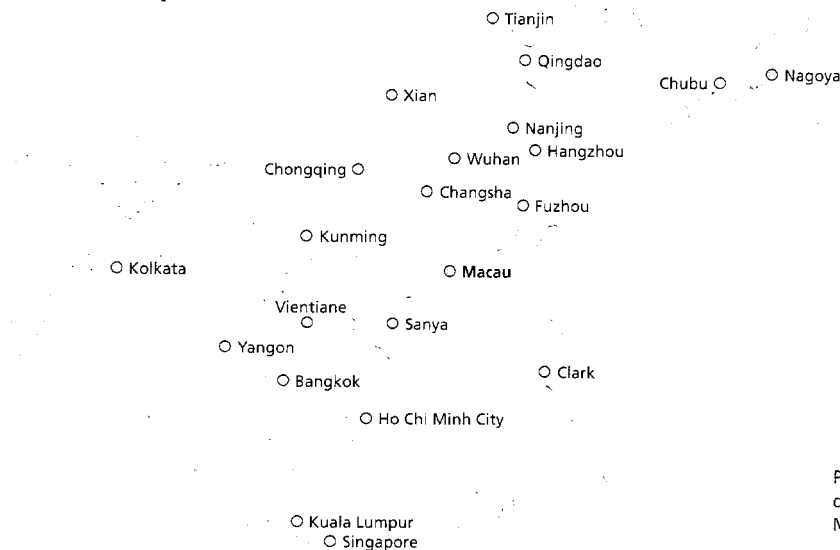 Tianjin
Qingdao
Chubu
Nagoya
Xian
Nanjing
Hangzhou
Wuhan
Chongqing
Changsha
Fuzhou
Kunming
Kolkata
Macau
Vientiane
Sanya
Yangon
Clark
Bangkok
Ho Chi Minh City
Kuala Lumpur
Singapore